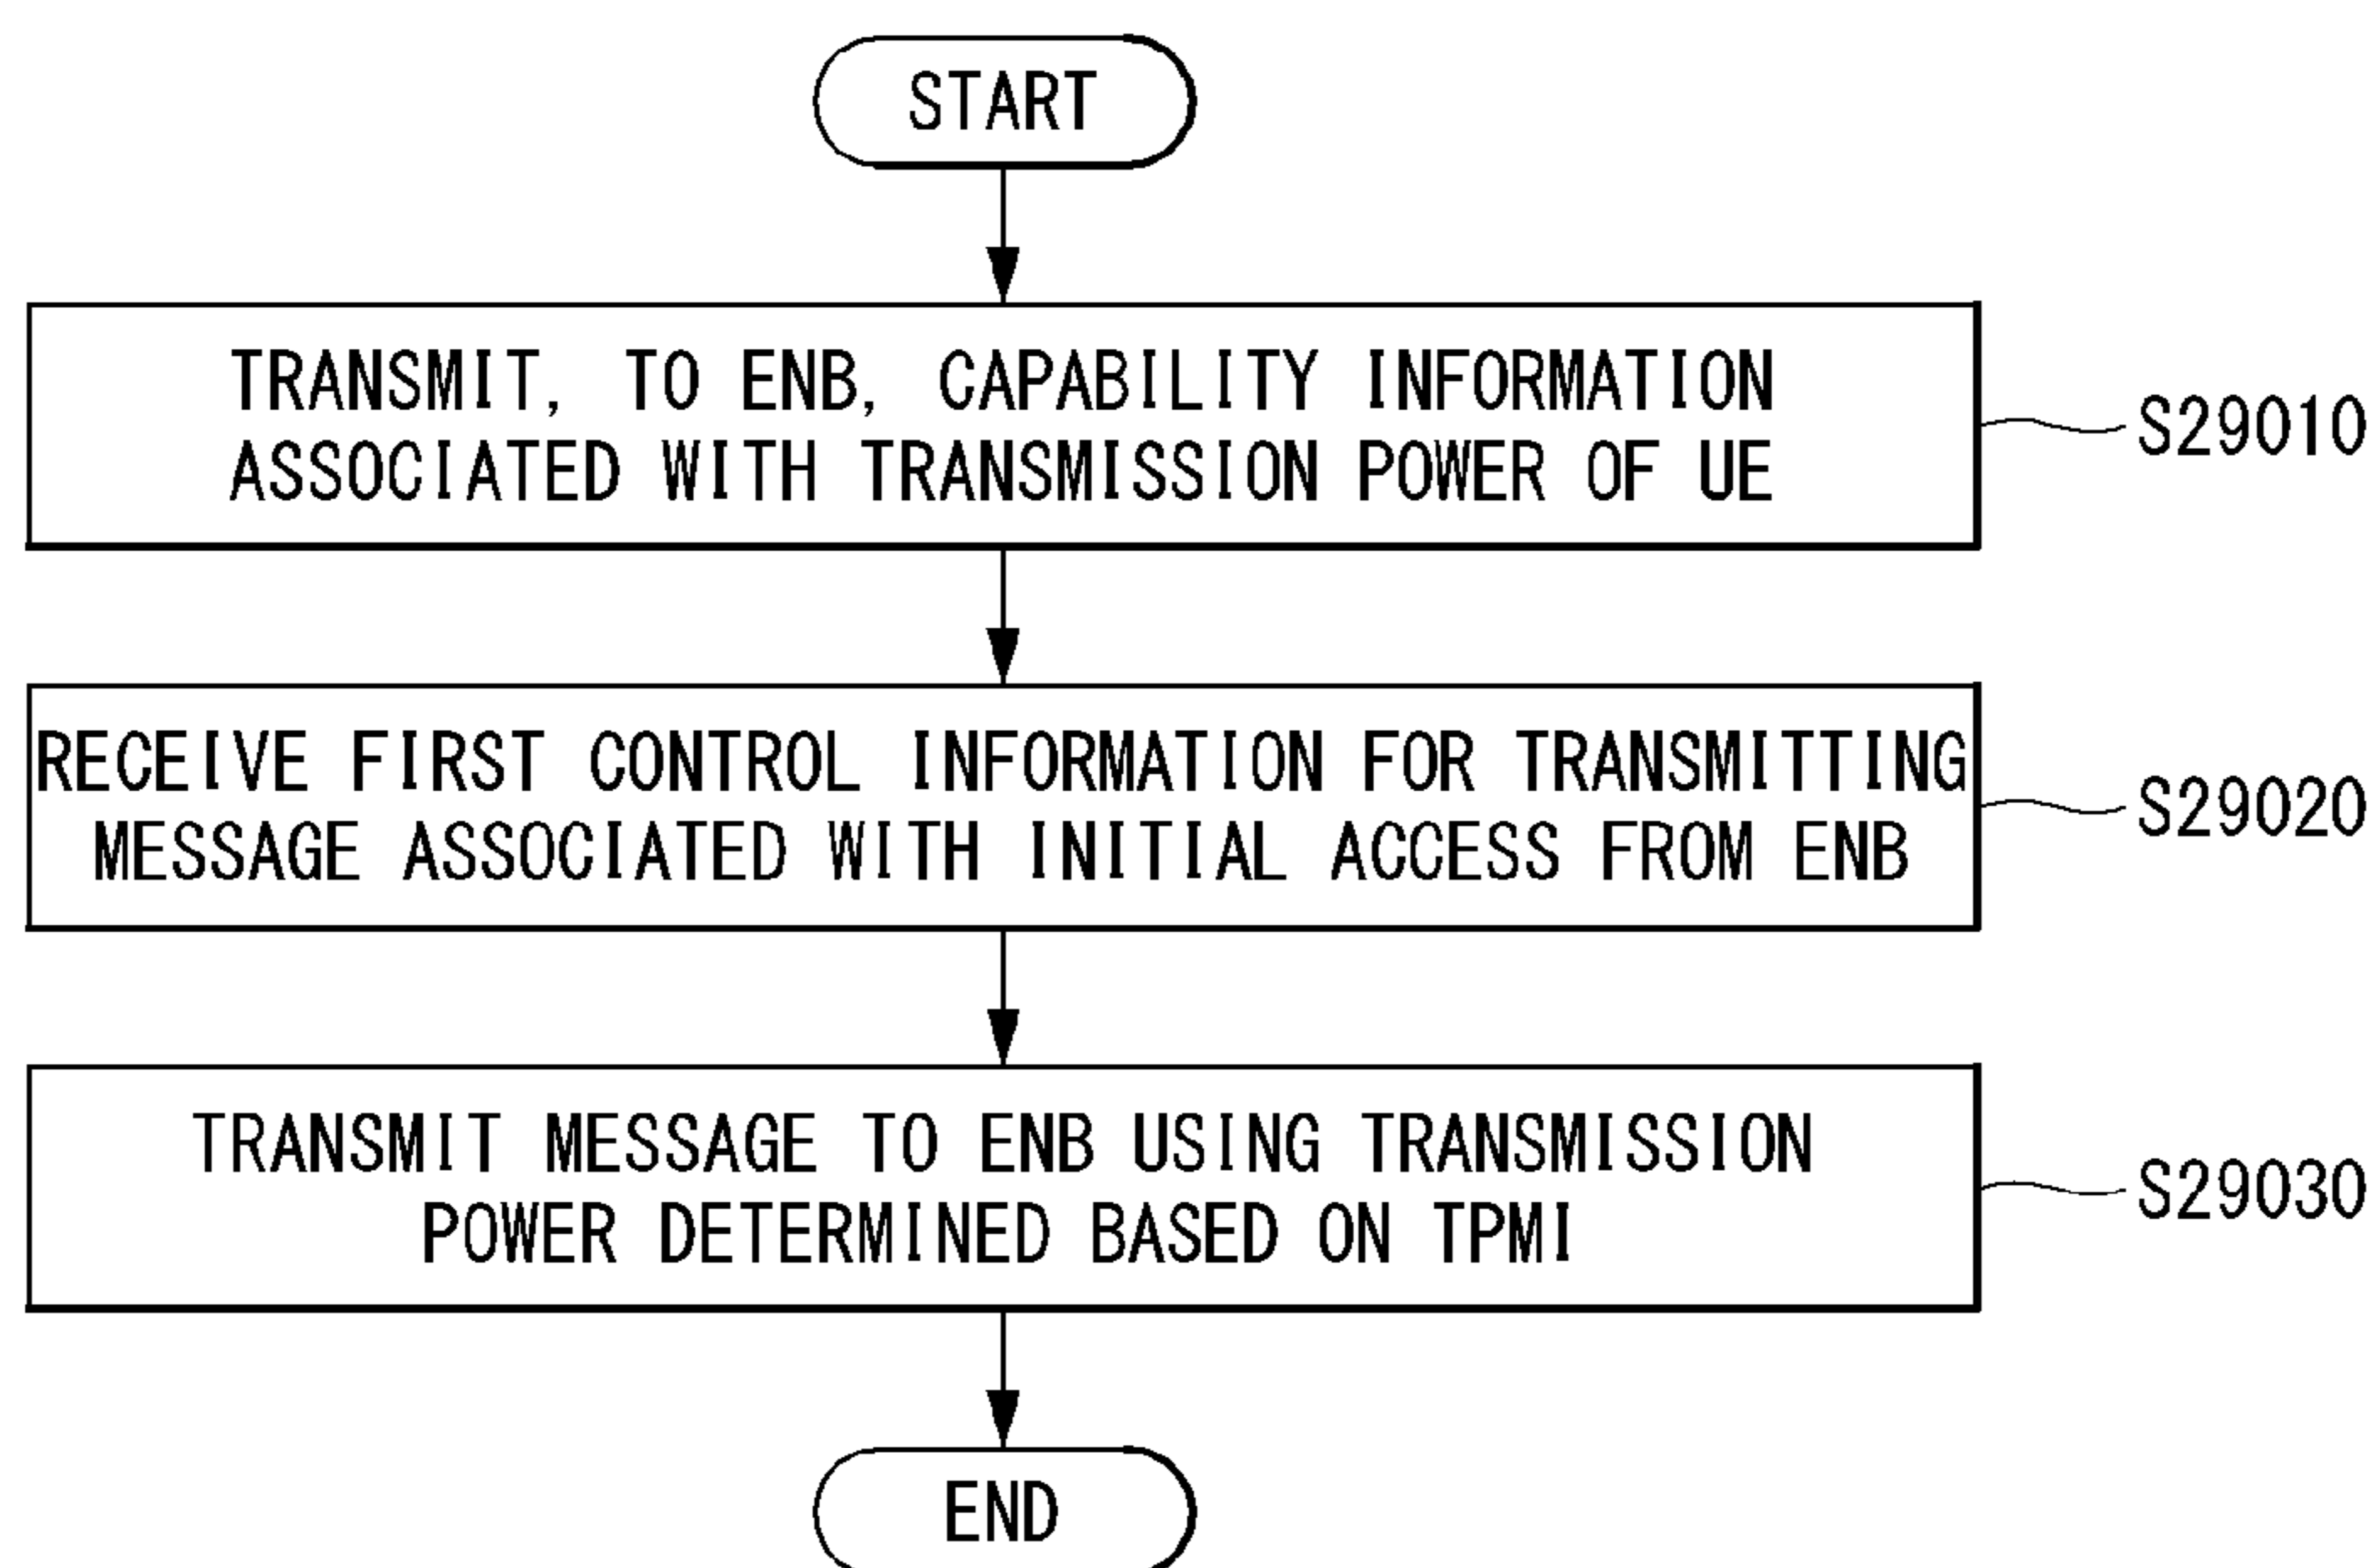 START
TRANSMIT, TO ENB, CAPABILITY INFORMATION
ASSOCIATED WITH TRANSMISSION POWER OF UE
S29010
RECEIVE FIRST CONTROL INFORMATION FOR TRANSMITTING
MESSAGE ASSOCIATED WITH INITIAL ACCESS FROM ENB
S29020
TRANSMIT MESSAGE TO ENB USING TRANSMISSION
POWER DETERMINED BASED ON TPMI
S29030
END